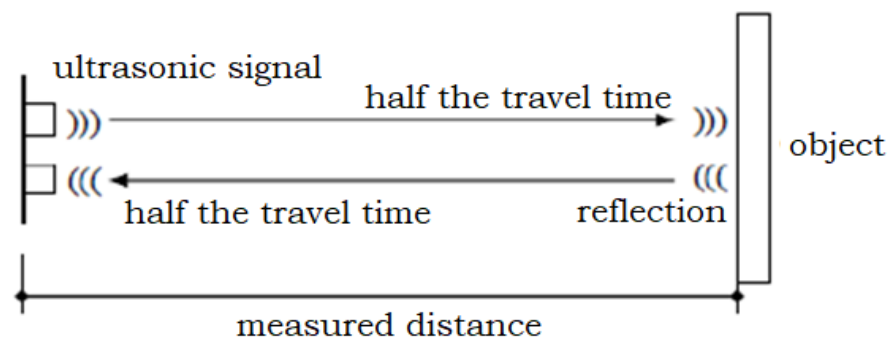 ultrasonic signal
half the travel time
object
half the travel time
reflection
measured distance